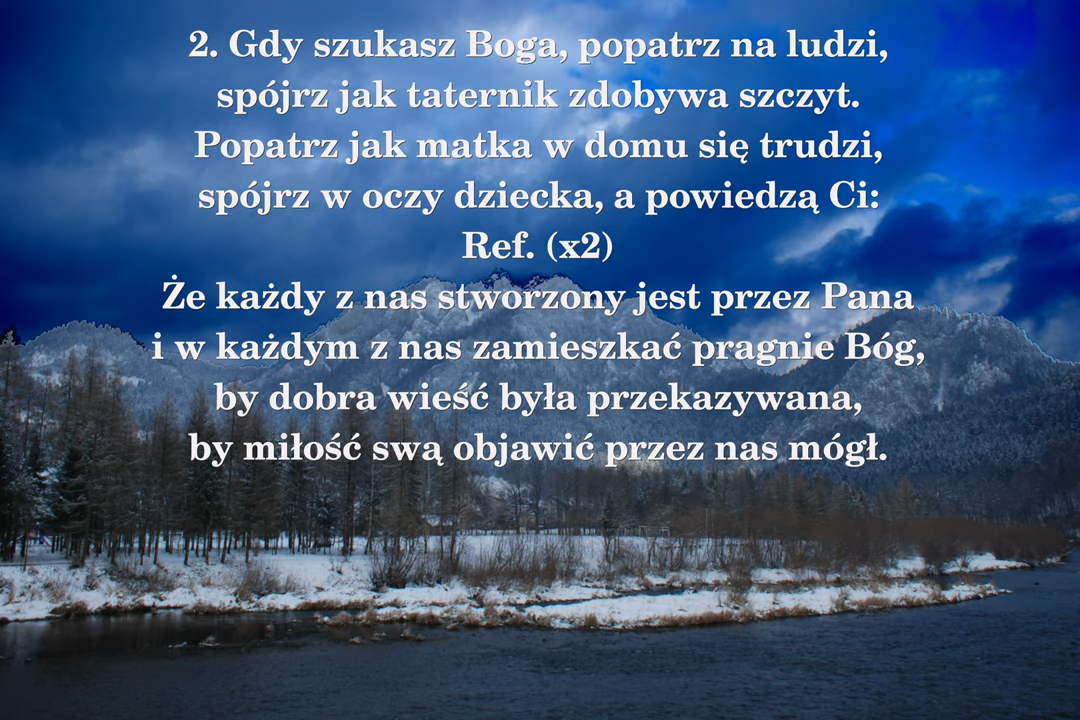 2. Gdy szukasz Boga, popatrz na ludzi,
spójrz jak taternik zdobywa szczyt.
Popatrz jak matka w domu się trudzi,
spójrz w oczy dziecka, a powiedzą Ci:
Ref. (x2)
Że każdy z nas stworzony jest przez Pana
i w każdym z nas zamieszkać pragnie Bóg,
by dobra wieść była przekazywana,
by miłość swą objawić przez nas mógł.